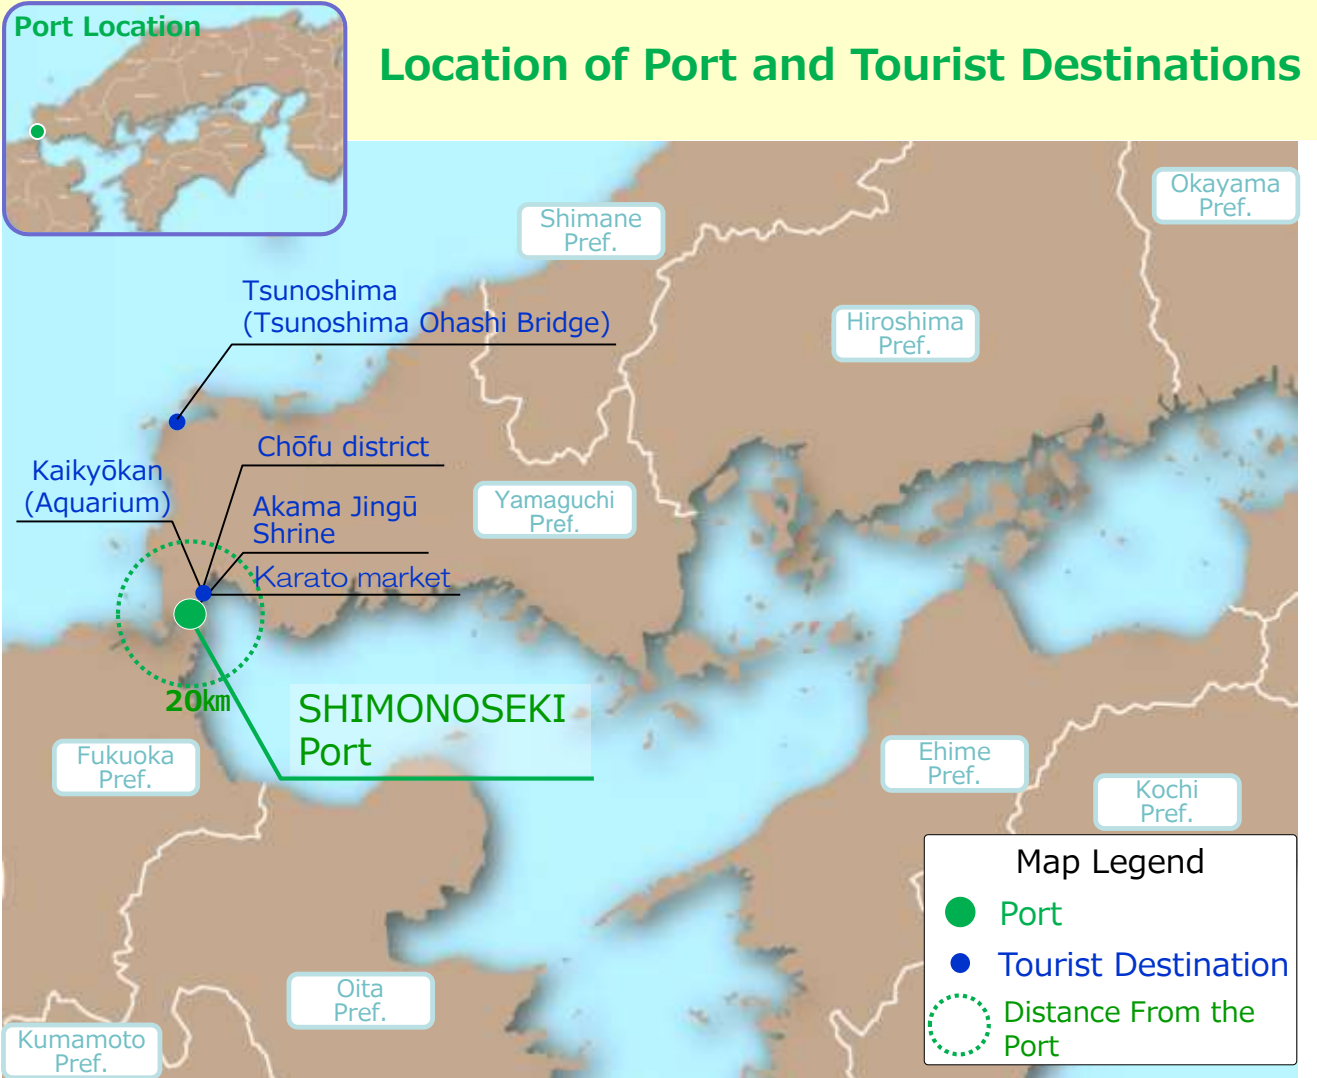 Port Location
Location of Port and Tourist Destinations
Okayama
Pref.
Shimane
Pref.
Tsunoshima
(Tsunoshima Ohashi Bridge)
Hiroshima
Pref.
Chōfu district
Kaikyōkan
(Aquarium)
Akama Jingū
Shrine
Yamaguchi
Pref.
Karato market
20km
SHIMONOSEKI
Port
Fukuoka
Pref.
Ehime
Pref.
Kochi
Pref.
Map Legend
Port
Tourist Destination
Distance From the
Port
Oita
Pref.
Kumamoto
Pref.